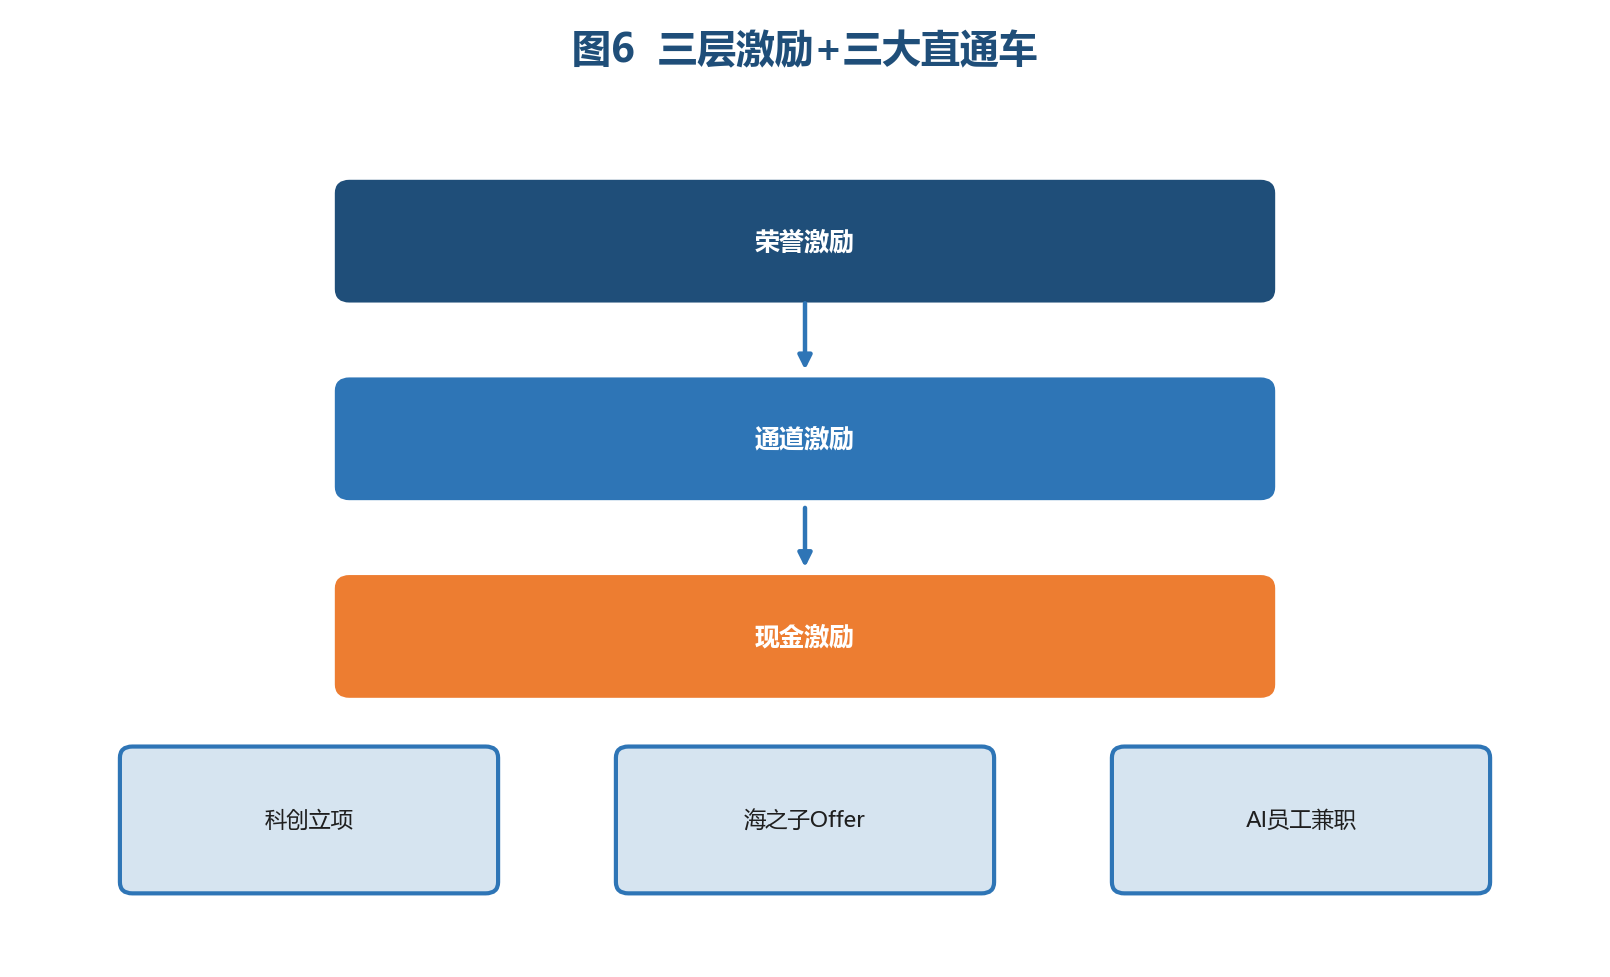 图6 三层激励+三大直通车
荣誉激励
通道激励
现金激励
科创立项
海之子Offer
AI员工兼职